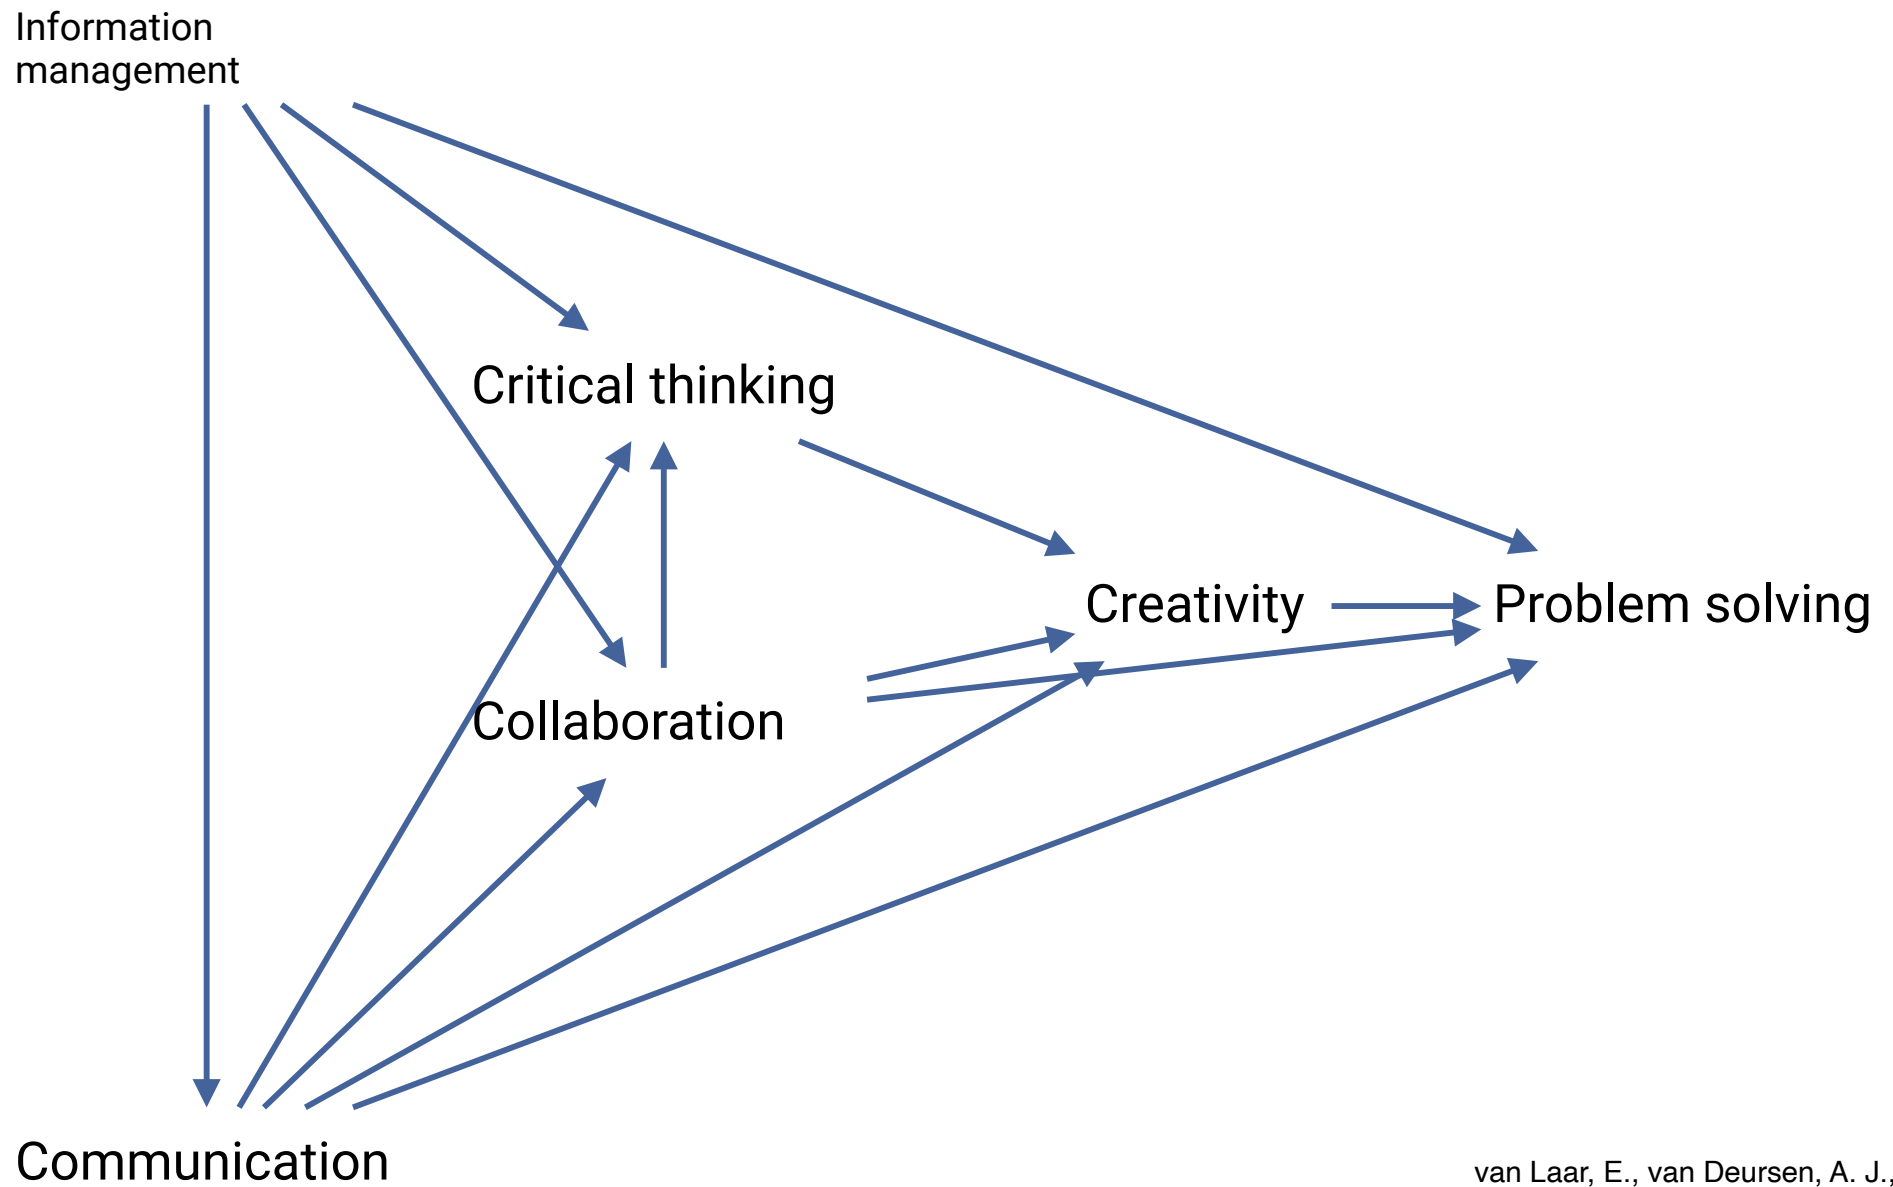 Information
management
Critical thinking
Creativity
Problem solving
Collaboration
Communication
van Laar, E., van Deursen, A. J.,